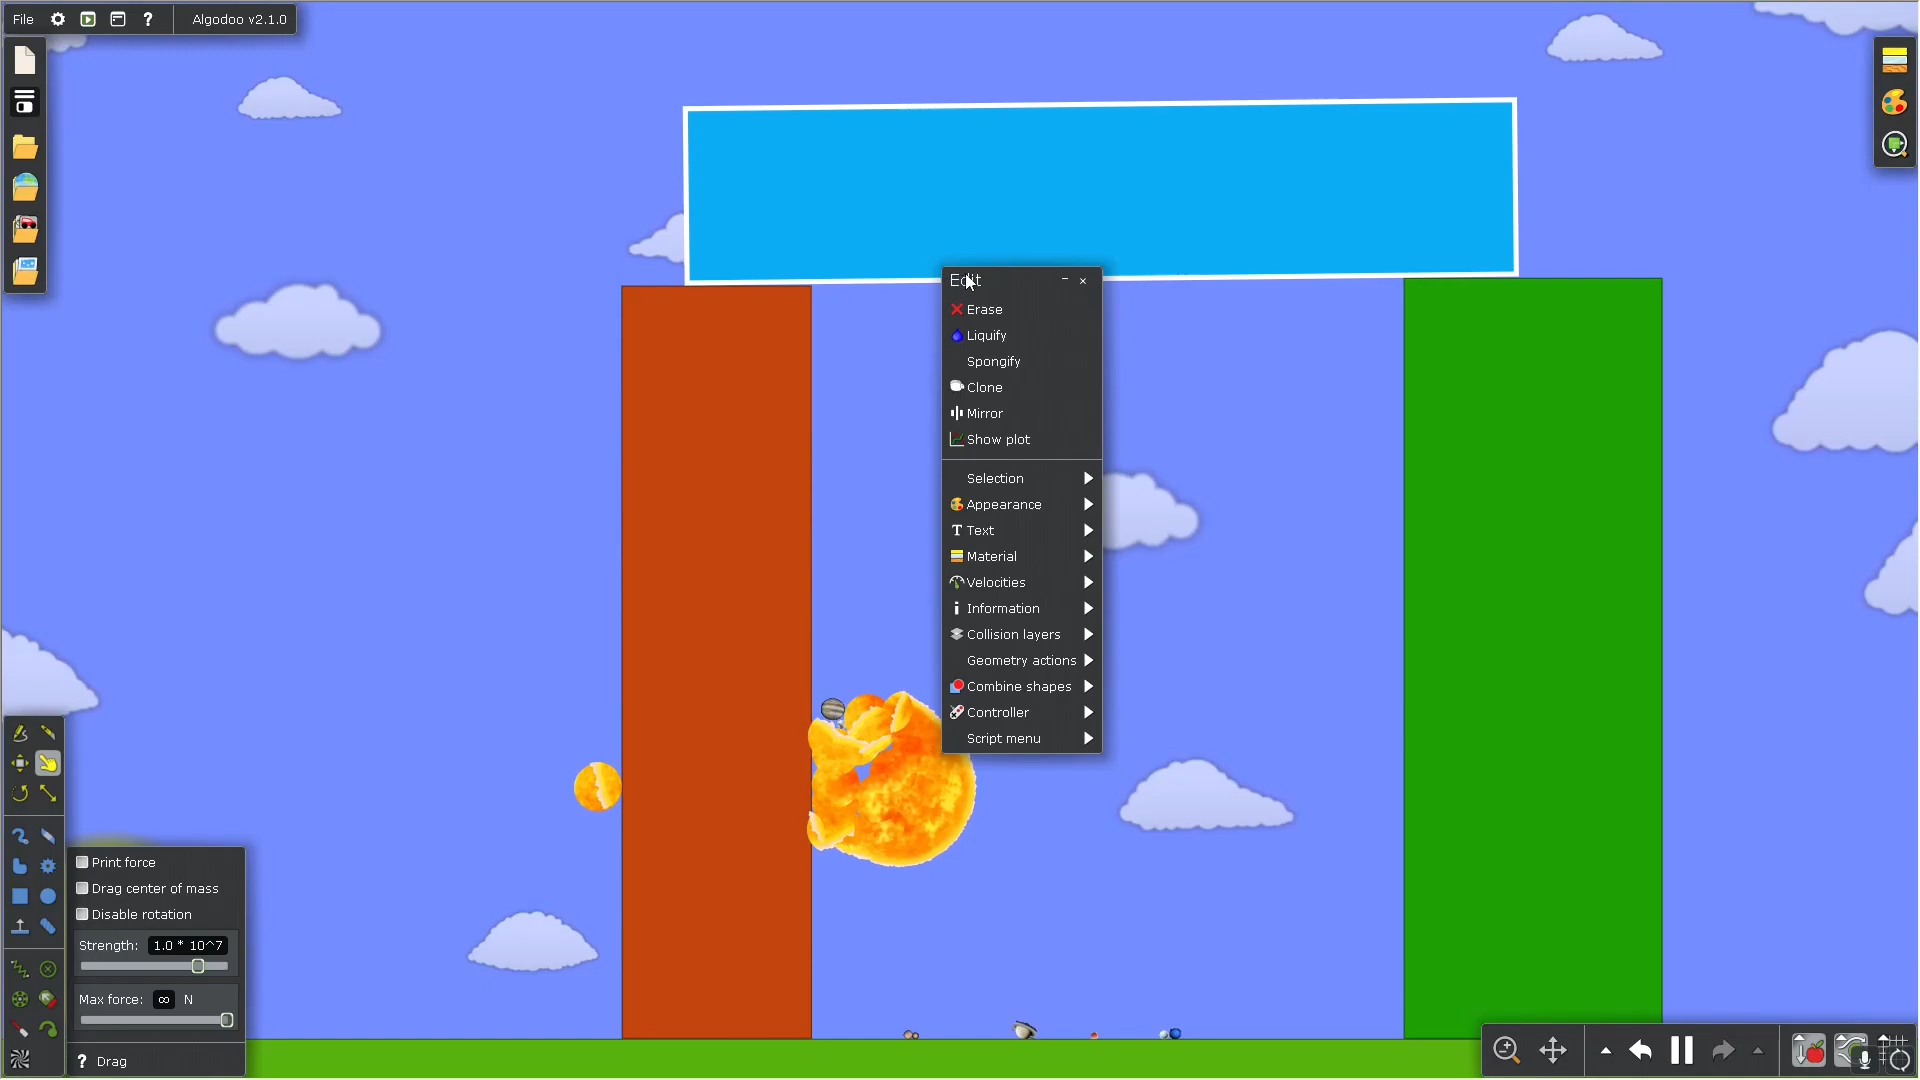 File ? Algodoo v2.1.0
Edit
Erase
Liquify
Spongify
Clone
Mirror
Show plot
Selection
Appearance
T Text
Material
Velocities
i Information
Collision layers
Geometry actions
Combine shapes
Controller
Script menu
Print force
Drag center of mass
Disable rotation
Strength: 1.0 * 10^7
Max force: ∞ N
? Drag